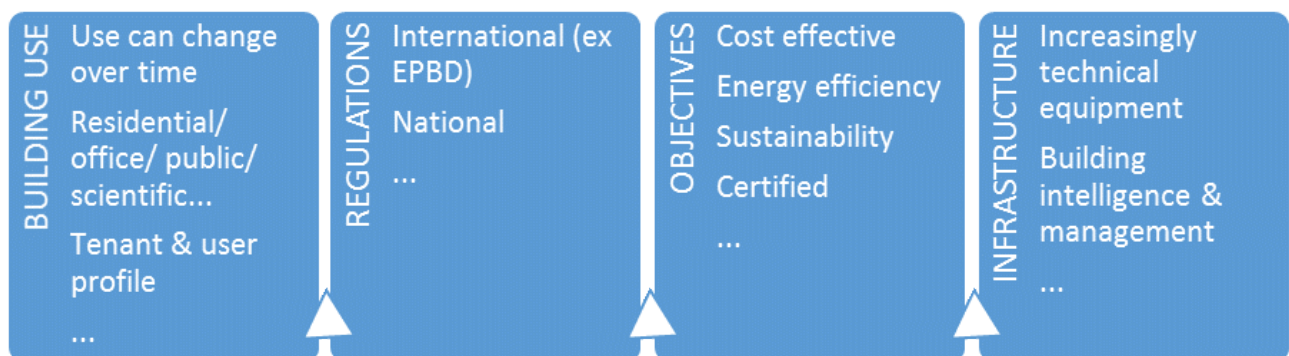 BUILDING USE
Use can change
over time
Residential/
office/ public/
scientific...
Tenant & user
profile
...
REGULATIONS
International (ex
EPBD)
National
...
OBJECTIVES
Cost effective
Energy efficiency
Sustainability
Certified
...
INFRASTRUCTURE
Increasingly
technical
equipment
Building
intelligence &
management
...